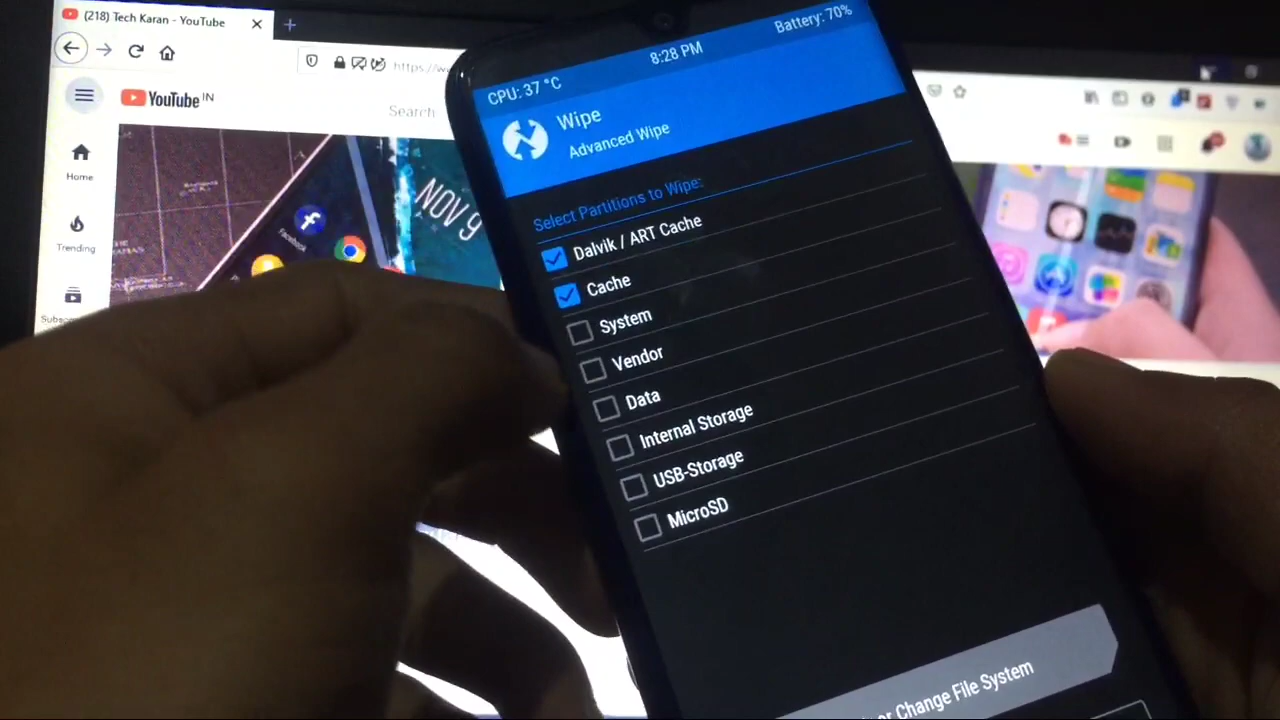 (218) Tech Karan - YouTube
https://w
YouTube IN
Search
Home
Trending
Facebook
NOV 9
CPU: 37 °C
8:28 PM
Battery: 70%
Wipe
Advanced Wipe
Select Partitions to Wipe:
Dalvik / ART Cache
Cache
System
Vendor
Data
Internal Storage
USB-Storage
MicroSD
or Change File System